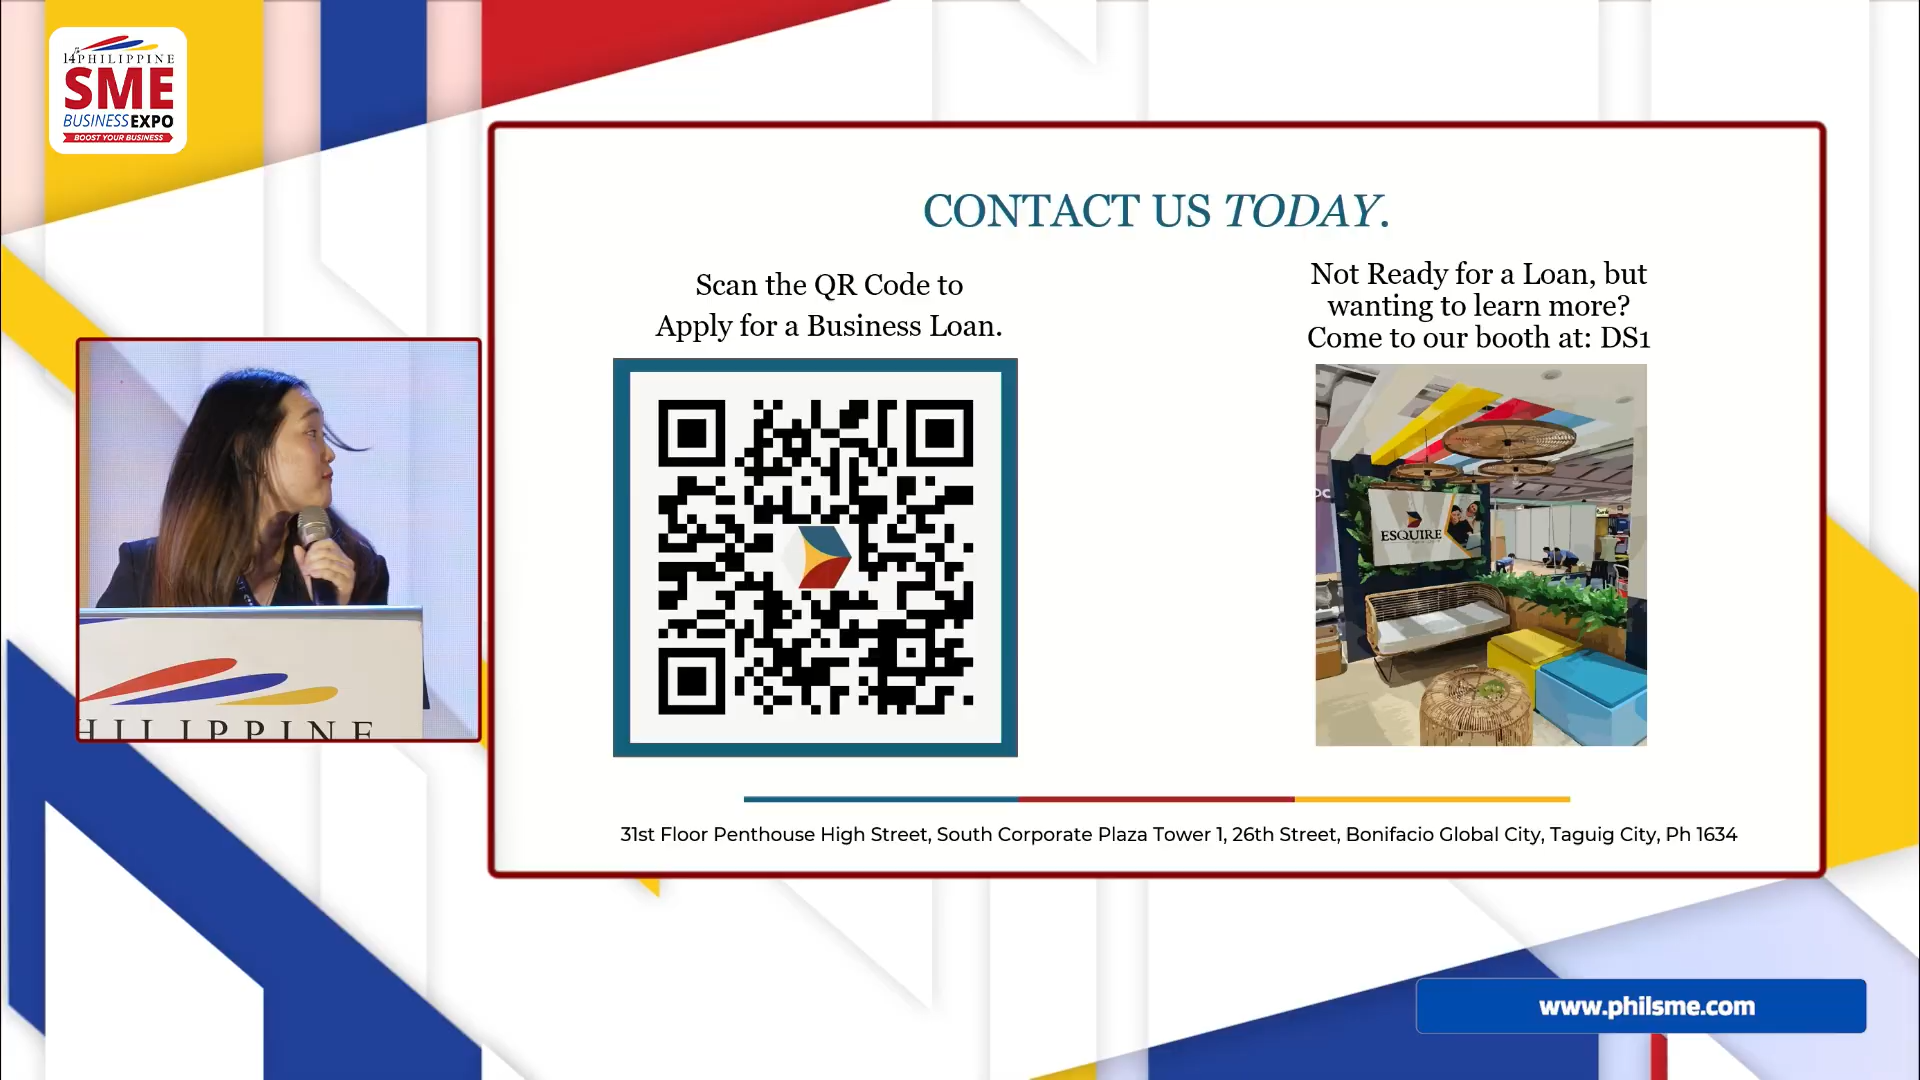 14th PHILIPPINE
SME
BUSINESS EXPO
BOOST YOUR BUSINESS
CONTACT US TODAY.
Scan the QR Code to
Apply for a Business Loan.
Not Ready for a Loan, but
wanting to learn more?
Come to our booth at: DS1
ESQUIRE
HILIPPINE
31st Floor Penthouse High Street, South Corporate Plaza Tower 1, 26th Street, Bonifacio Global City, Taguig City, Ph 1634
www.philsme.com